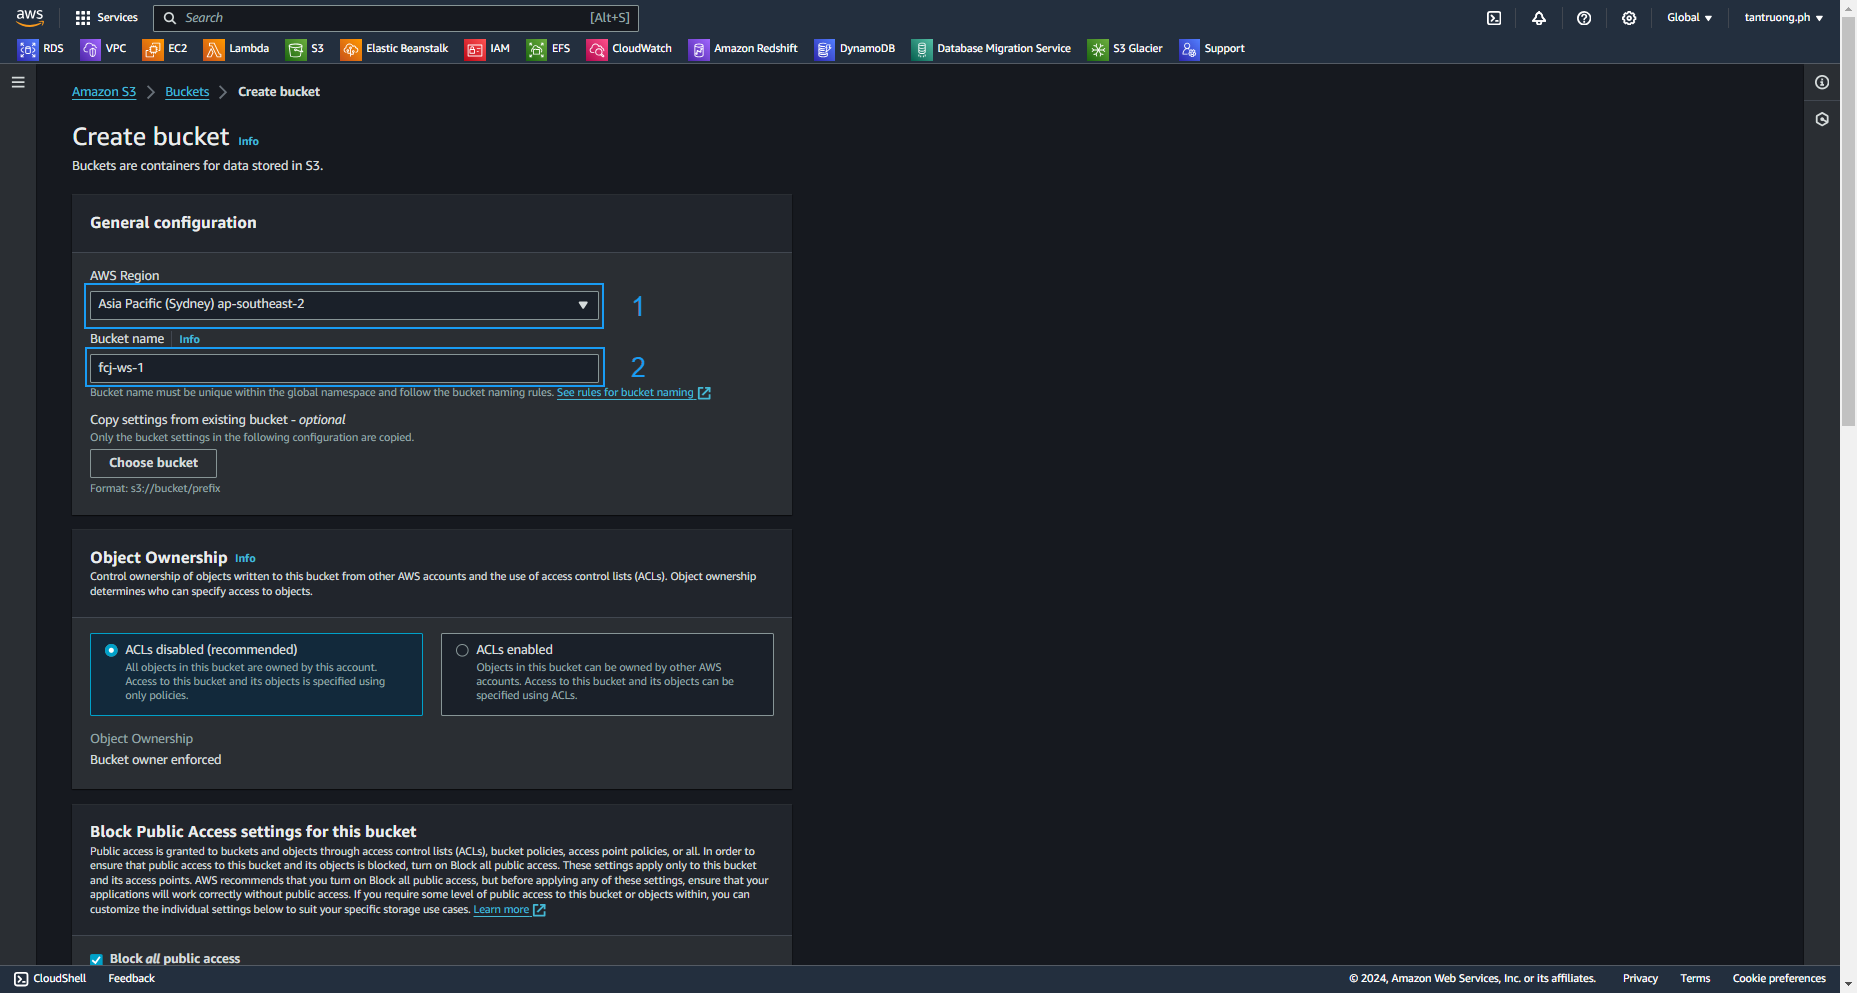 aws
Services
Search
[Alt+S]
Global
tantruong.ph
RDS
VPC
EC2
Lambda
S3
Elastic Beanstalk
IAM
EFS
CloudWatch
Amazon Redshift
DynamoDB
Database Migration Service
S3 Glacier
Support
Amazon S3
Buckets
Create bucket
Create bucket Info
Buckets are containers for data stored in S3.
General configuration
AWS Region
Asia Pacific (Sydney) ap-southeast-2
1
Bucket name Info
fcj-ws-1
2
Bucket name must be unique within the global namespace and follow the bucket naming rules. See rules for bucket naming
Copy settings from existing bucket - optional
Only the bucket settings in the following configuration are copied.
Choose bucket
Format: s3://bucket/prefix
Object Ownership Info
Control ownership of objects written to this bucket from other AWS accounts and the use of access control lists (ACLs). Object ownership
determines who can specify access to objects.
ACLs disabled (recommended)
All objects in this bucket are owned by this account.
Access to this bucket and its objects is specified using
only policies.
ACLs enabled
Objects in this bucket can be owned by other AWS
accounts. Access to this bucket and its objects can be
specified using ACLs.
Object Ownership
Bucket owner enforced
Block Public Access settings for this bucket
Public access is granted to buckets and objects through access control lists (ACLs), bucket policies, access point policies, or all. In order to
ensure that public access to this bucket and its objects is blocked, turn on Block all public access. These settings apply only to this bucket
and its access points. AWS recommends that you turn on Block all public access, but before applying any of these settings, ensure that your
applications will work correctly without public access. If you require some level of public access to this bucket or objects within, you can
customize the individual settings below to suit your specific storage use cases. Learn more
Block all public access
CloudShell
Feedback
© 2024, Amazon Web Services, Inc. or its affiliates.
Privacy
Terms
Cookie preferences